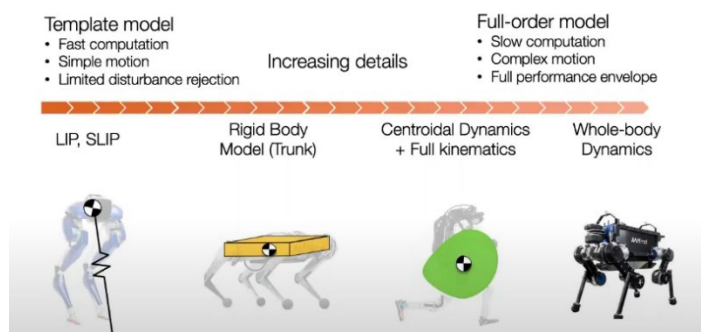 Template model
• Fast computation
• Simple motion
• Limited disturbance rejection
Increasing details
Full-order model
• Slow computation
• Complex motion
• Full performance envelope
LIP, SLIP
Rigid Body
Model (Trunk)
Centroidal Dynamics
+ Full kinematics
Whole-body
Dynamics